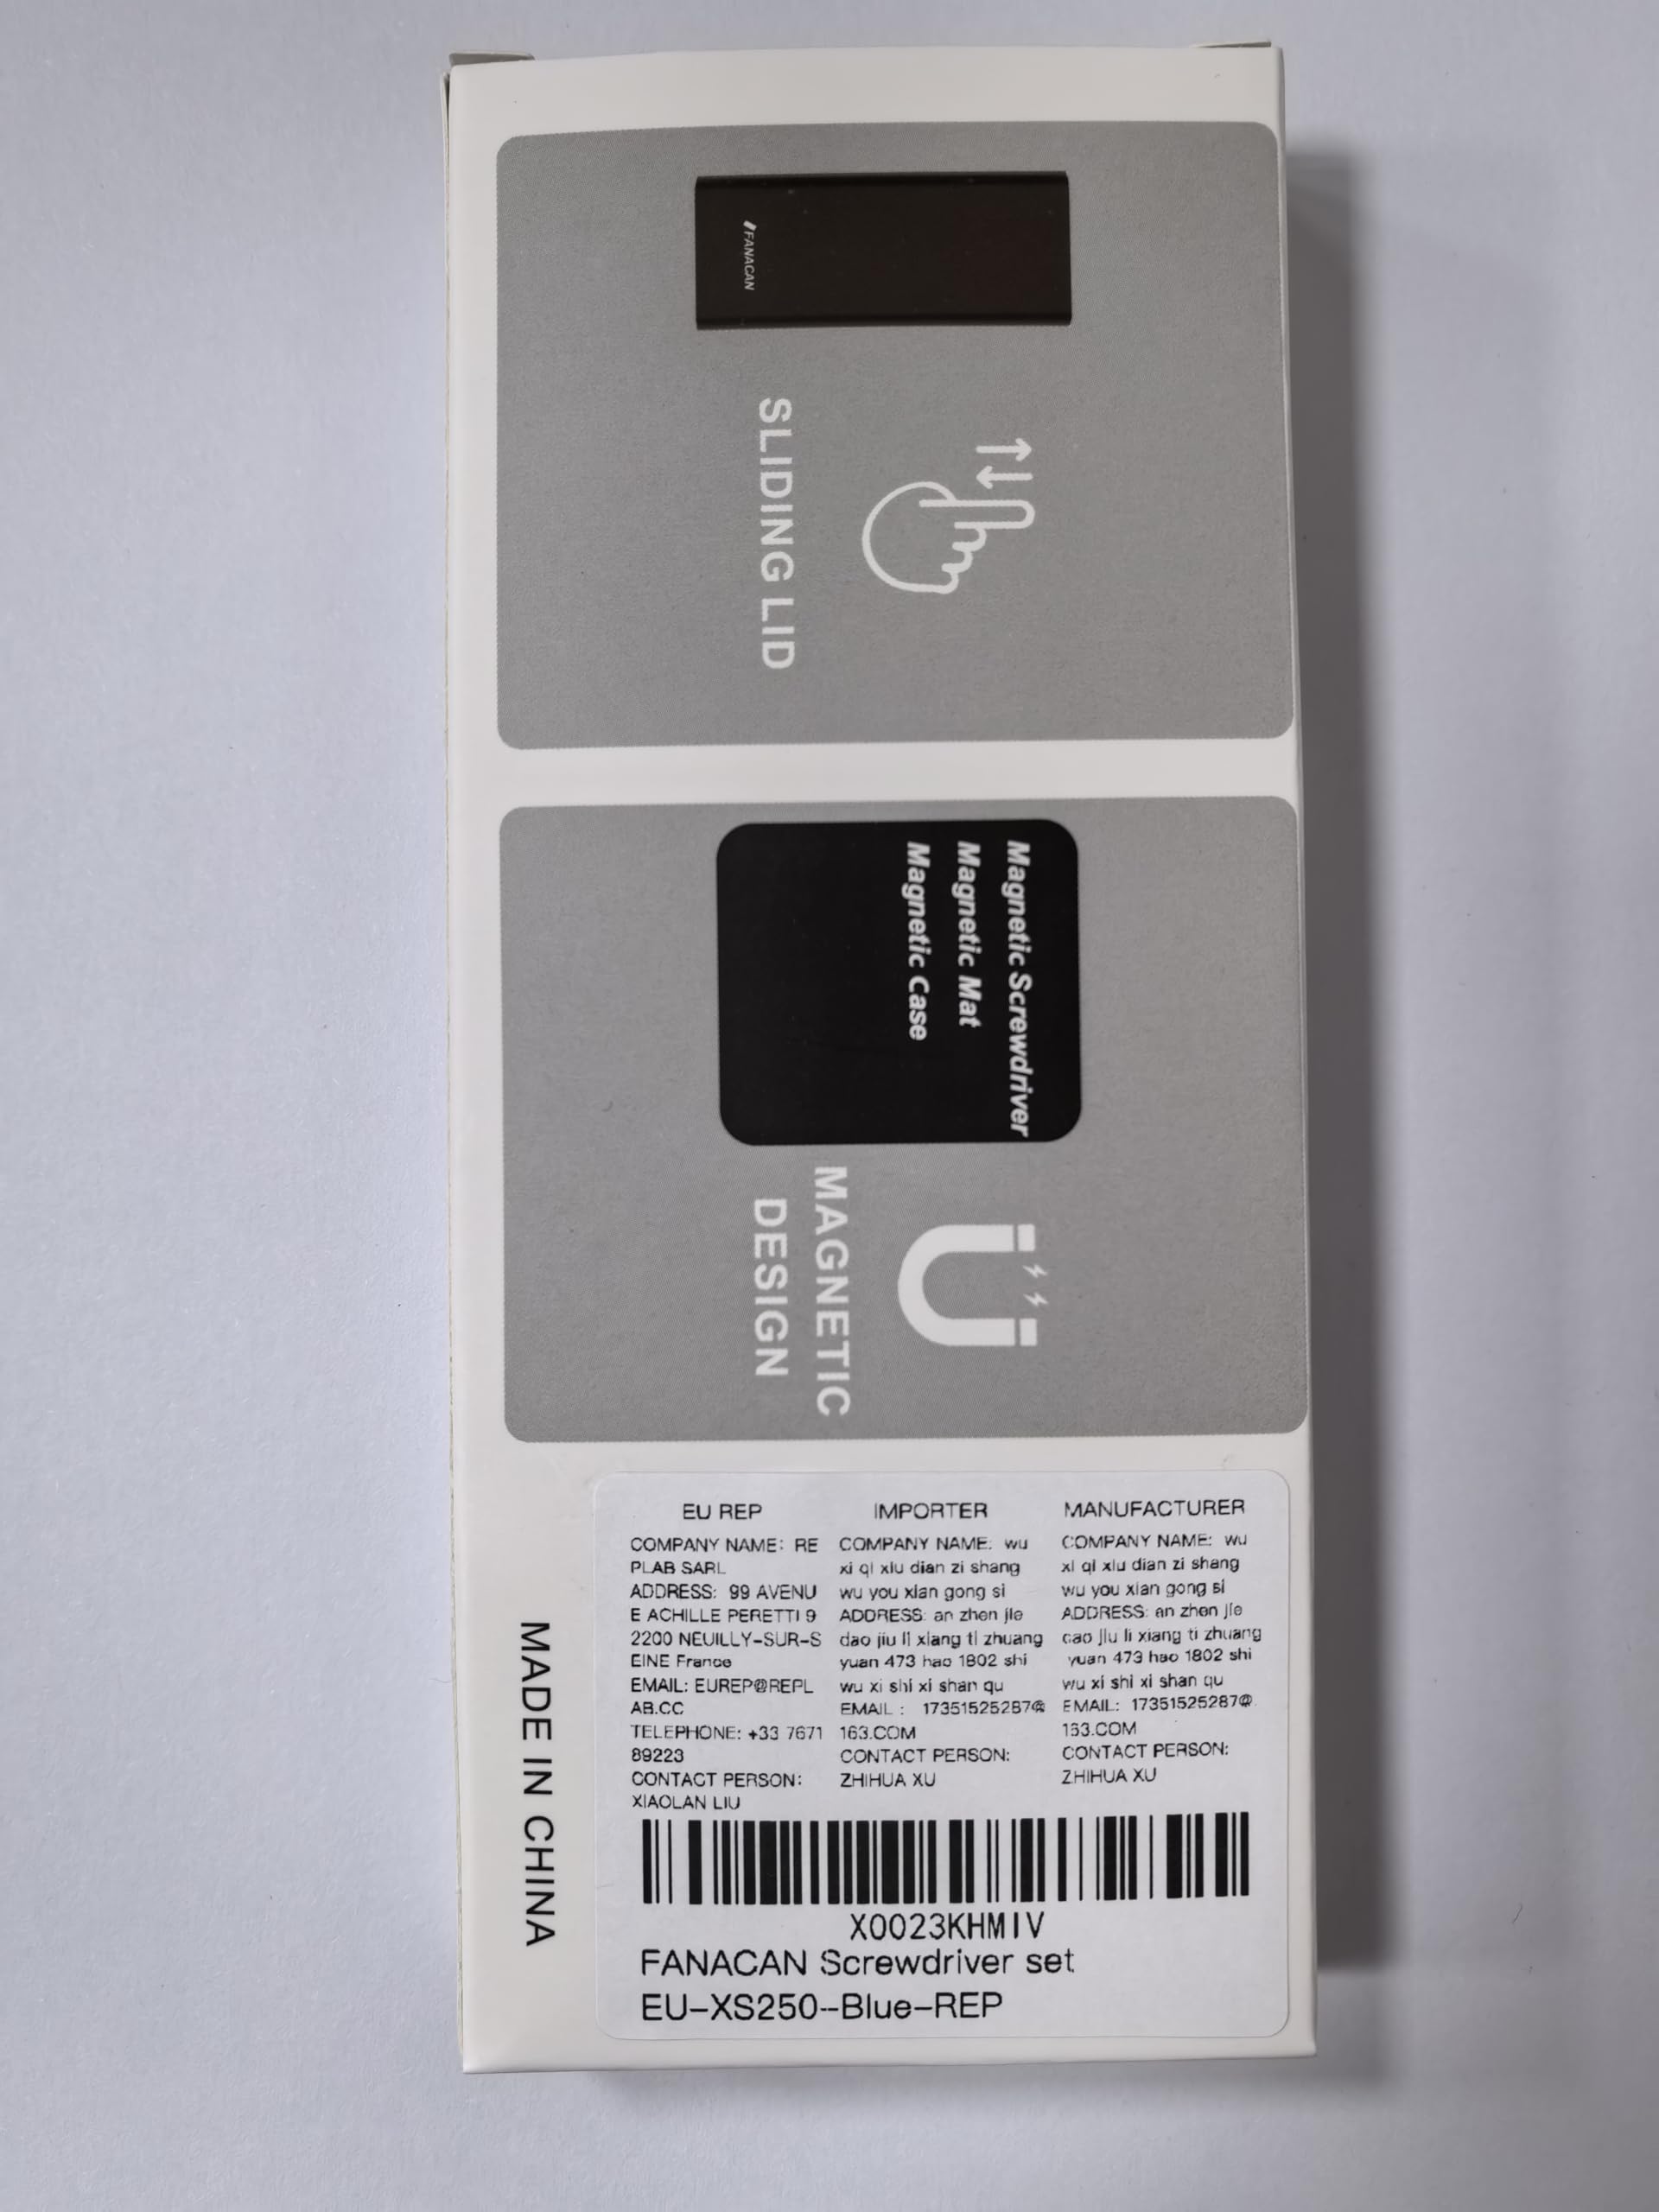 FANACAN
SLIDING LID
Magnetic Screwdriver
Magnetic Mat
Magnetic Case
MAGNETIC
DESIGN
MADE IN CHINA
EU REP
COMPANY NAME: RE
PLAB SARL
ADDRESS: 99 AVENU
E ACHILLE PERETTI 9
2200 NEUILLY-SUR-S
EINE France
EMAIL: EUREP@REPL
AB.CC
TELEPHONE: +33 7671
89223
CONTACT PERSON:
XIAOLAN LIU
IMPORTER
COMPANY NAME: wu
xi qi xiu dian zi shang
wu you xian gong si
ADDRESS: an zhen jie
dao jiu li xiang ti zhuang
yuan 473 hao 1802 shi
wu xi shi xi shan qu
EMAIL : 17351525287@
163.COM
CONTACT PERSON:
ZHIHUA XU
MANUFACTURER
COMPANY NAME: wu
xi qi xiu dian zi shang
wu you xian gong si
ADDRESS: an zhen jie
dao jiu li xiang ti zhuang
yuan 473 hao 1802 shi
wu xi shi xi shan qu
EMAIL: 17351525287@
163.COM
CONTACT PERSON:
ZHIHUA XU
X0023KHMIV
FANACAN Screwdriver set
EU-XS250--Blue-REP